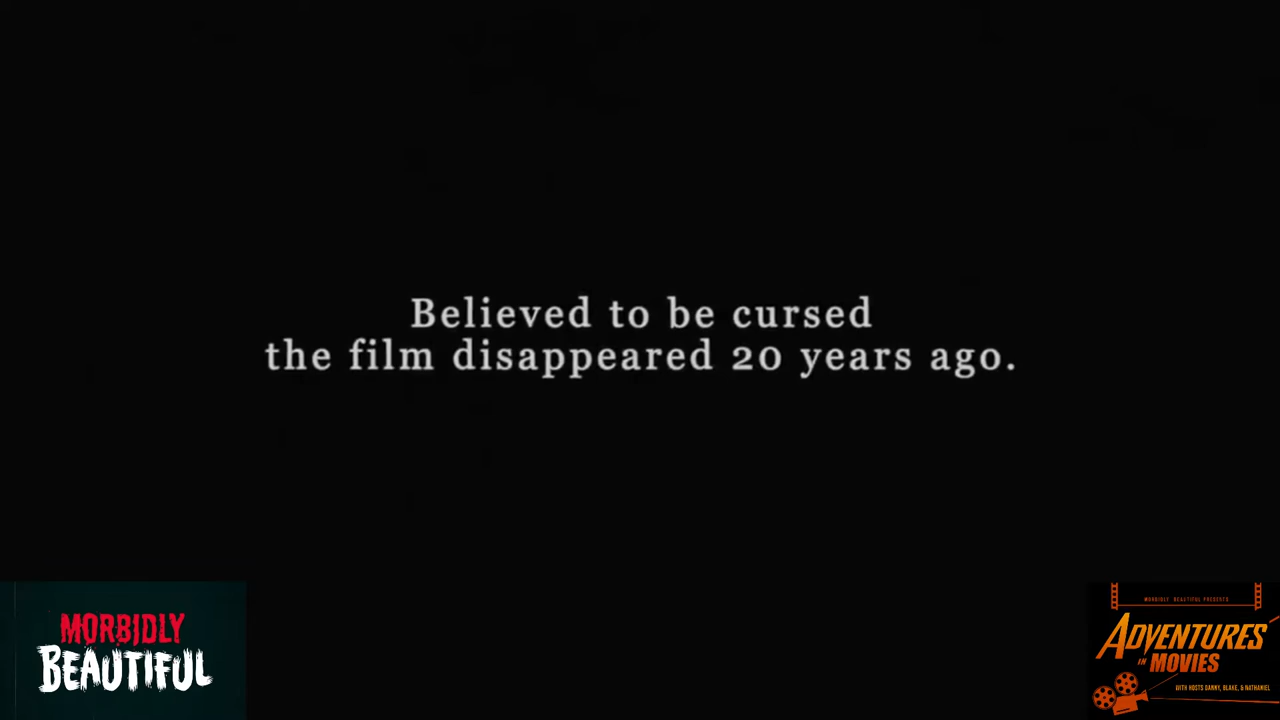 Believed to be cursed
the film disappeared 20 years ago.
MORBIDLY
BEAUTIFUL
MORBIDLY BEAUTIFUL PRESENTS
ADVENTURES
IN MOVIES
WITH HOSTS DANNY, BLAKE, & NATHANIEL